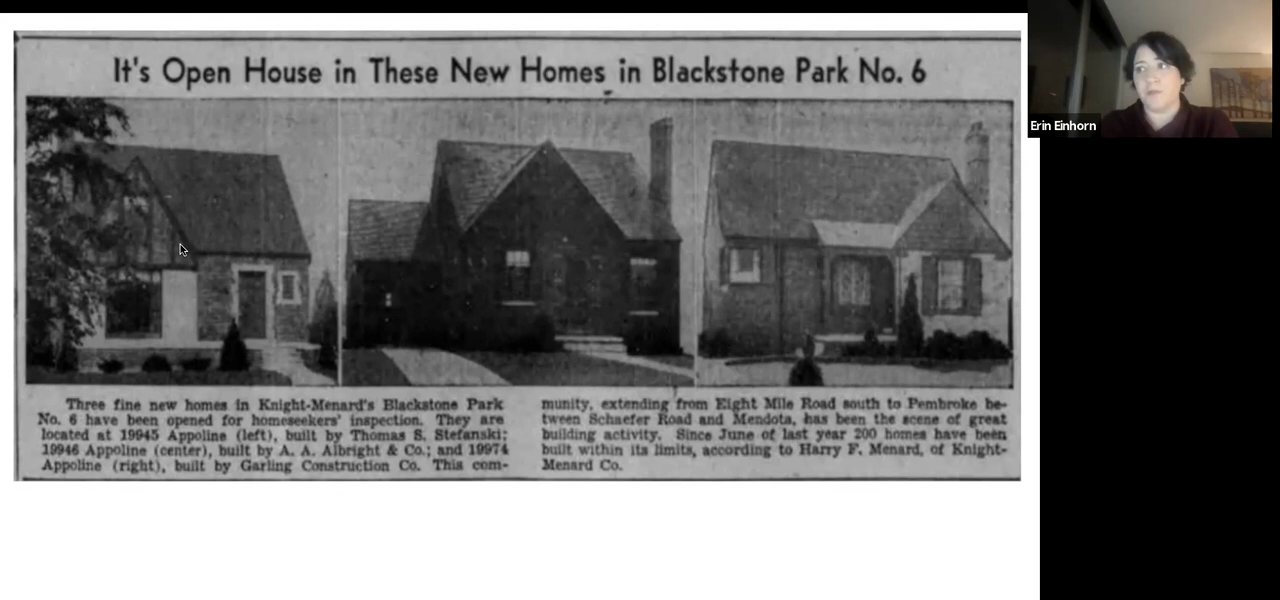 It's Open House in These New Homes in Blackstone Park No. 6
Three fine new homes in Knight-Menard's Blackstone Park
No. 6 have been opened for homeseekers' inspection. They are
located at 19945 Appoline (left), built by Thomas S. Stefanski;
19946 Appoline (center), built by A. A. Albright & Co.; and 19974
Appoline (right), built by Garling Construction Co. This com-
munity, extending from Eight Mile Road south to Pembroke be-
tween Schaefer Road and Mendota, has been the scene of great
building activity. Since June of last year 200 homes have been
built within its limits, according to Harry F. Menard, of Knight-
Menard Co.
Erin Einhorn